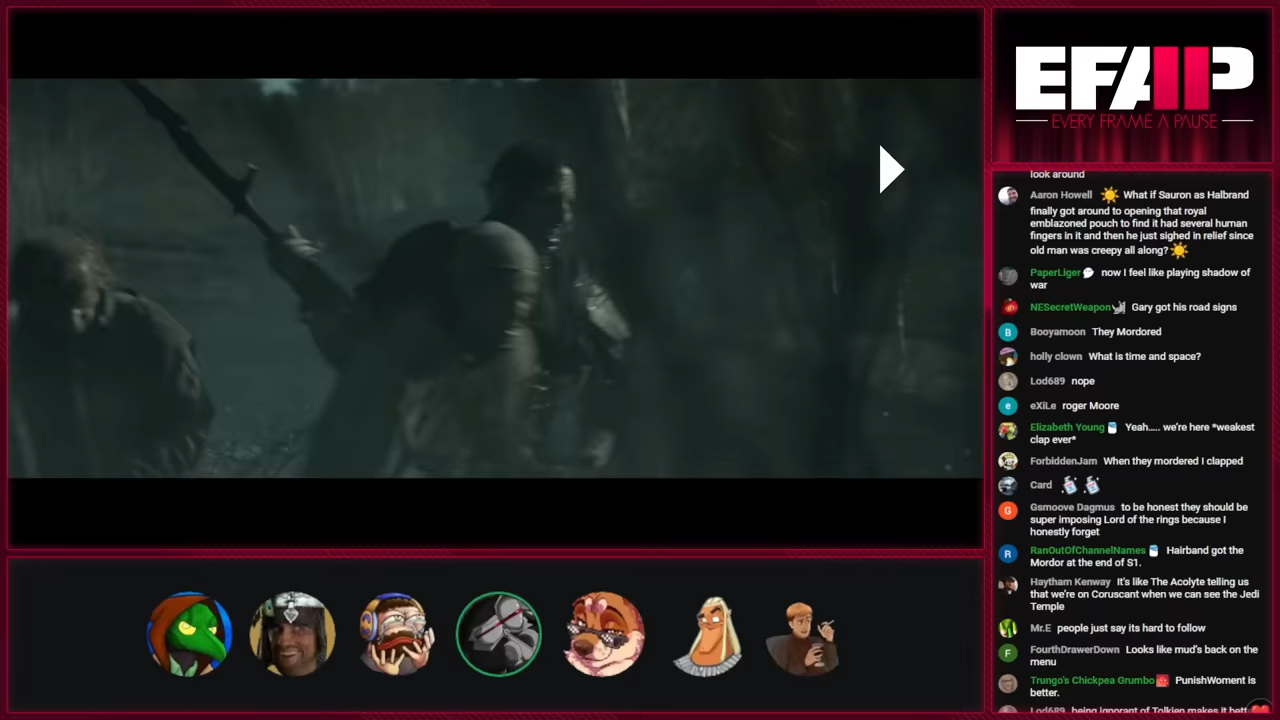 EFAP
EVERY FRAME A PAUSE
look around
Aaron Howell What if Sauron as Halbrand
finally got around to opening that royal
emblazoned pouch to find it had several human
fingers in it and then he just sighed in relief since
old man was creepy all along?
PaperLiger now I feel like playing shadow of
war
NESecretWeapon Gary got his road signs
B Booyamoon They Mordored
holly clown What is time and space?
Lod689 nope
e eXiLe roger Moore
Elizabeth Young Yeah..... we're here *weakest
clap ever*
ForbiddenJam When they mordered I clapped
Card
G Gsmoove Dagmus to be honest they should be
super imposing Lord of the rings because I
honestly forget
R RanOutOfChannelNames Hairband got the
Mordor at the end of S1.
Haytham Kenway It's like The Acolyte telling us
that we're on Coruscant when we can see the Jedi
Temple
Mr.E people just say its hard to follow
F FourthDrawerDown Looks like mud's back on the
menu
Trungo's Chickpea Grumbo PunishWoment is
better.
Lod689 being ignorant of Tolkien makes it